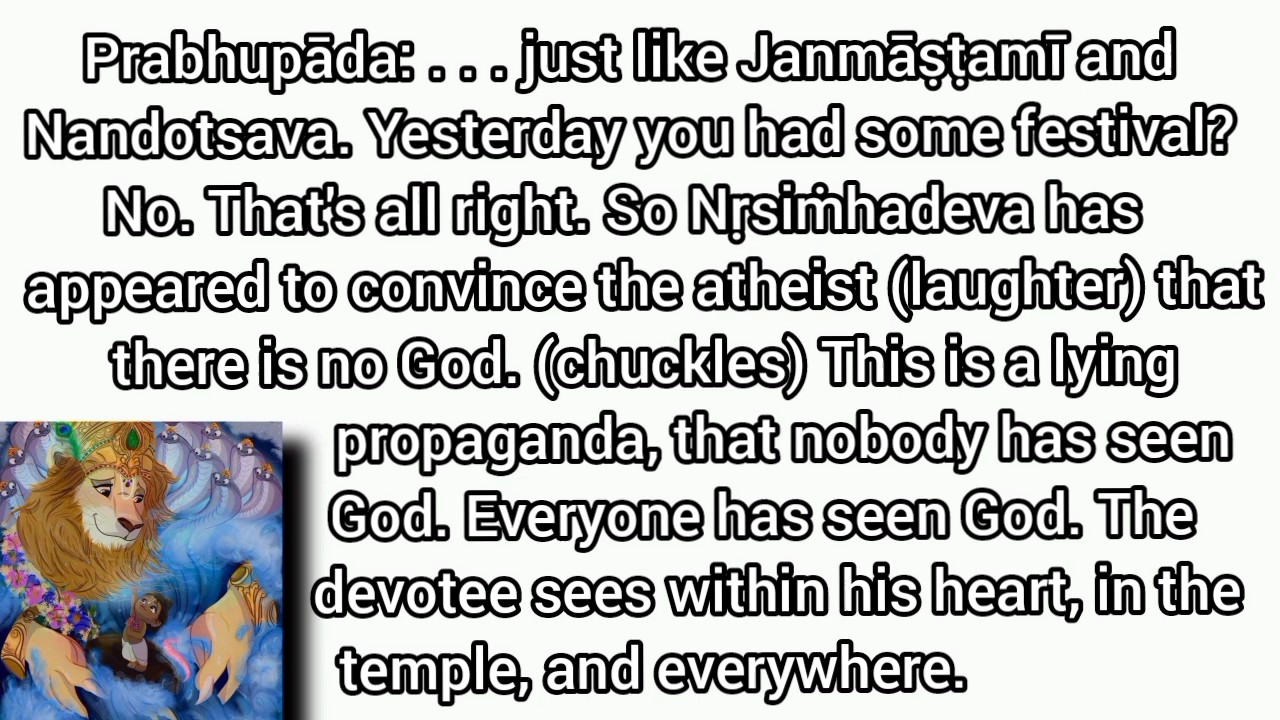 Prabhupāda: . . . just like Janmāṣṭamī and
Nandotsava. Yesterday you had some festival?
No. That's all right. So Nṛsiṁhadeva has
appeared to convince the atheist (laughter) that
there is no God. (chuckles) This is a lying
propaganda, that nobody has seen
God. Everyone has seen God. The
devotee sees within his heart, in the
temple, and everywhere.